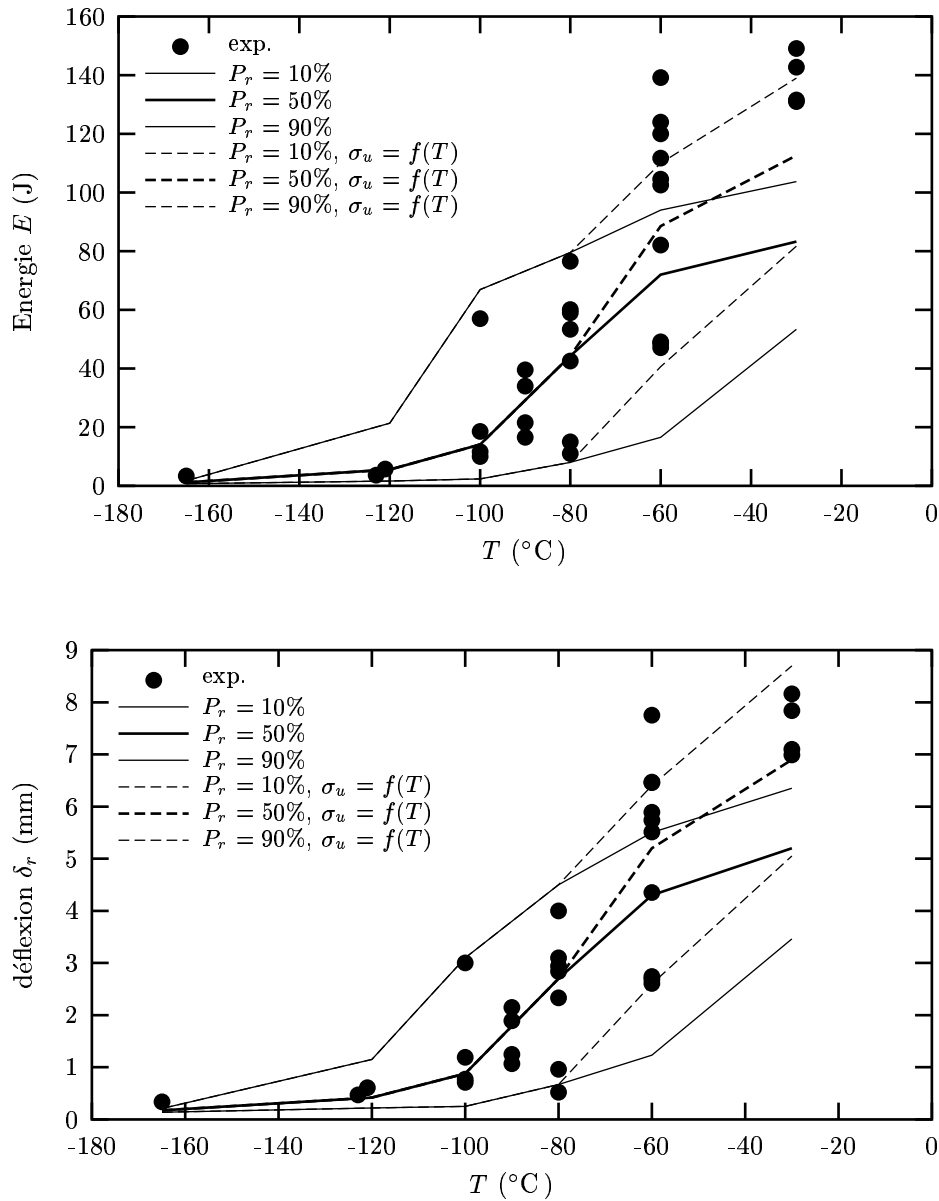 160
140
120
100
80
60
40
20
0
Energie E (J)
exp.
P_r = 10%
P_r = 50%
P_r = 90%
P_r = 10%, σ_u = f(T)
P_r = 50%, σ_u = f(T)
P_r = 90%, σ_u = f(T)
-180 -160 -140 -120 -100 -80 -60 -40 -20 0
T (°C)
9
8
7
6
5
4
3
2
1
0
déflexion δ_r (mm)
exp.
P_r = 10%
P_r = 50%
P_r = 90%
P_r = 10%, σ_u = f(T)
P_r = 50%, σ_u = f(T)
P_r = 90%, σ_u = f(T)
-180 -160 -140 -120 -100 -80 -60 -40 -20 0
T (°C)